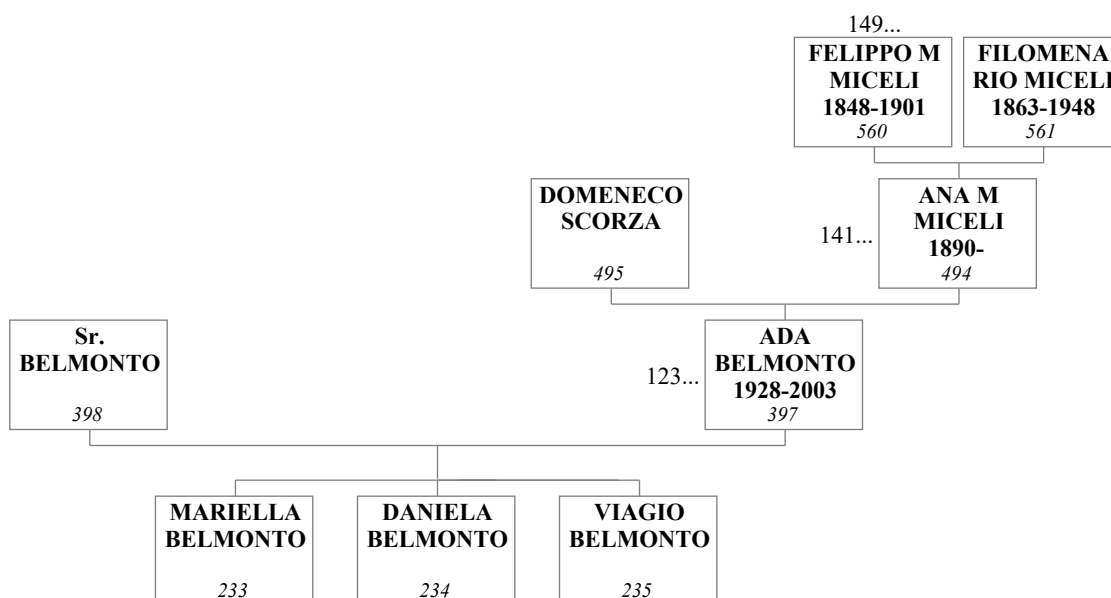 149...
FELIPPO M
MICELI
1848-1901
560
FILOMENA
RIO MICELI
1863-1948
561
DOMENECO
SCORZA
495
141...
ANA M
MICELI
1890-
494
Sr.
BELMONTO
398
123...
ADA
BELMONTO
1928-2003
397
MARIELLA
BELMONTO
233
DANIELA
BELMONTO
234
VIAGIO
BELMONTO
235